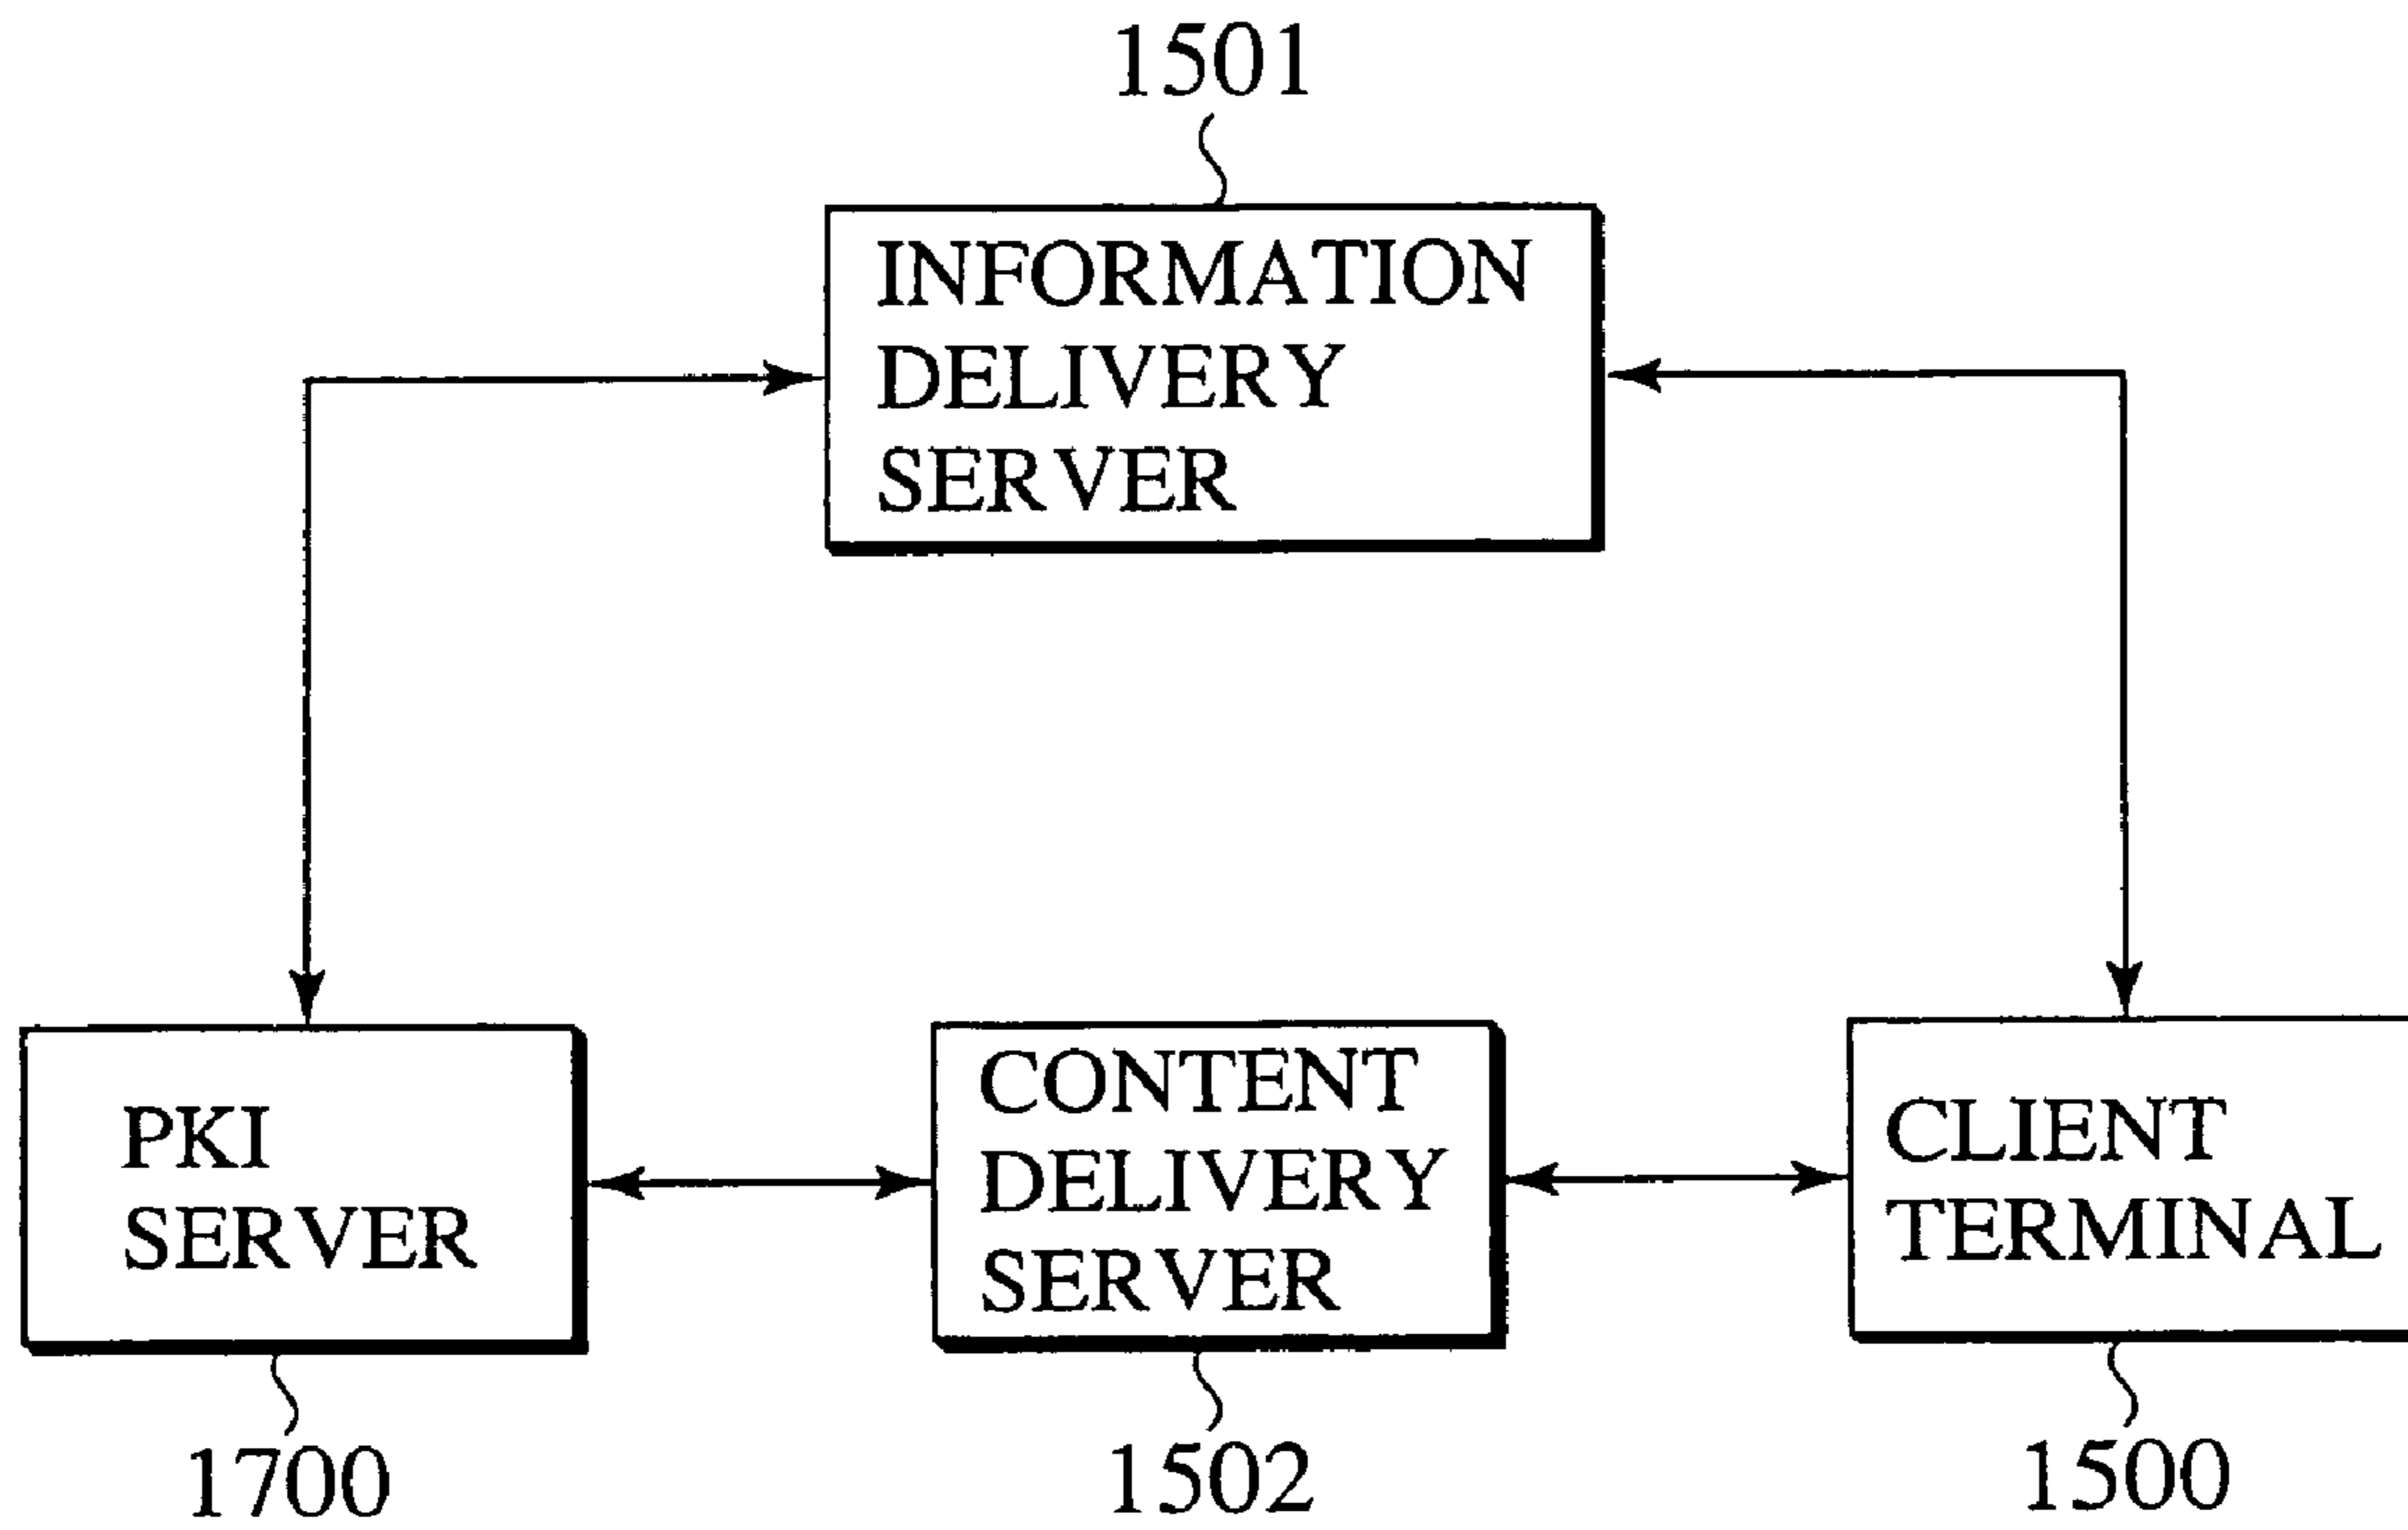 1501
INFORMATION
DELIVERY
SERVER
PKI
SERVER
CONTENT
DELIVERY
SERVER
CLIENT
TERMINAL
1700
1502
1500